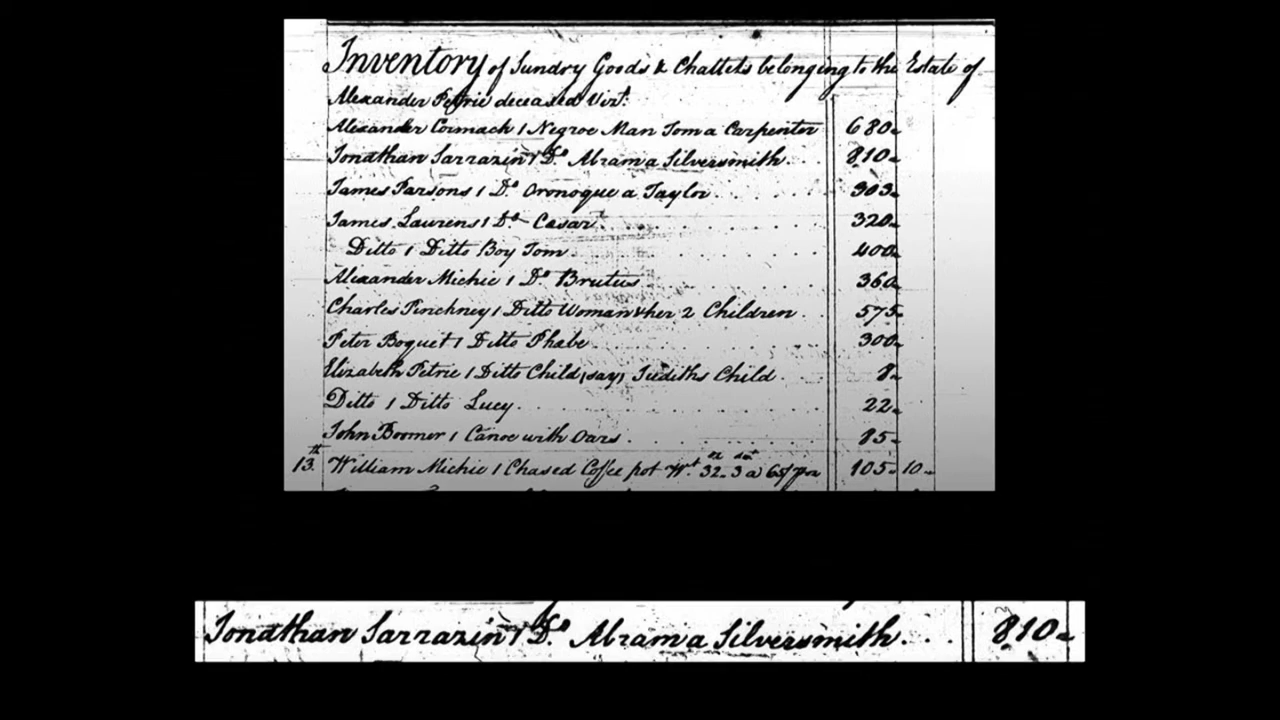 Inventory of Sundry Goods & Chattels belonging to the Estate of
Alexander Petrie deceased Vizt.
Alexander Cormack 1 Negroe Man Tom a Carpenter 680"
Jonathan Sarrazin 1 Do. Abram a Silversmith. . . 810"
James Parsons 1 Do. Oronoque a Taylor . . . . . 303"
James Laurens 1 Do. Cesar . . . . . . . 320"
Ditto 1 Ditto Boy Tom . . . . . . 400"
Alexander Michie 1 Do. Brutus . . . . . . 360"
Charles Pinckney 1 Ditto Woman & her 2 Children . . 575"
Peter Boquet 1 Ditto Phebe . . . . . . 300"
Elizabeth Petrie 1 Ditto Child (say) Judiths Child . . 8"
Ditto 1 Ditto Lucy . . . . . . . 22"
John Boomer 1 Canoe with Oars . . . . . 85"
13th William Michie 1 Chased Coffee pot Wt. 32" 3 a 65/ 105" 10"
Jonathan Sarrazin 1 Do. Abram a Silversmith. . . 810"